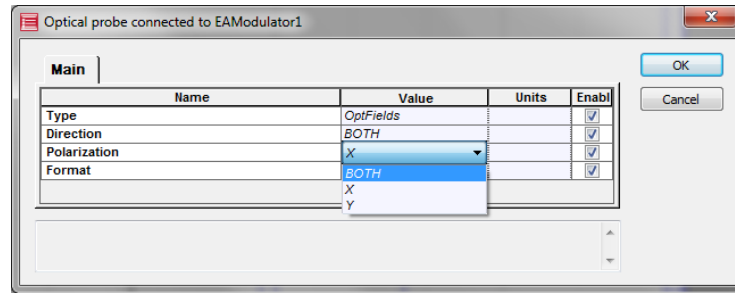 Optical probe connected to EAModulator1
Main
OK
Cancel
Name Value Units Enabl
Type OptFields
Direction BOTH
Polarization X
Format
BOTH
X
Y